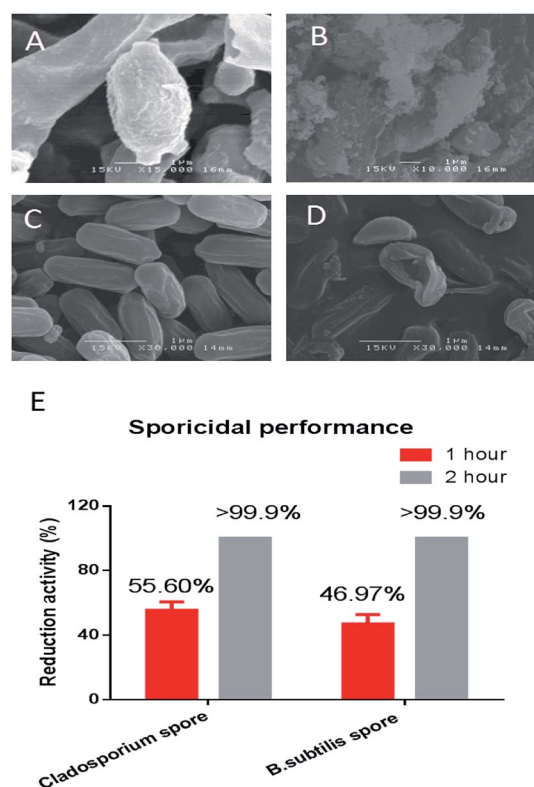 A
15KV X15,000 1µm 16mm
B
15KV X10,000 1µm 16mm
C
15KV X30,000 1µm 14mm
D
15KV X30,000 1µm 14mm
E
Sporicidal performance
1 hour
2 hour
Reduction activity (%)
120
80
40
0
55.60%
>99.9%
46.97%
>99.9%
Cladosporium spore
B.subtilis spore